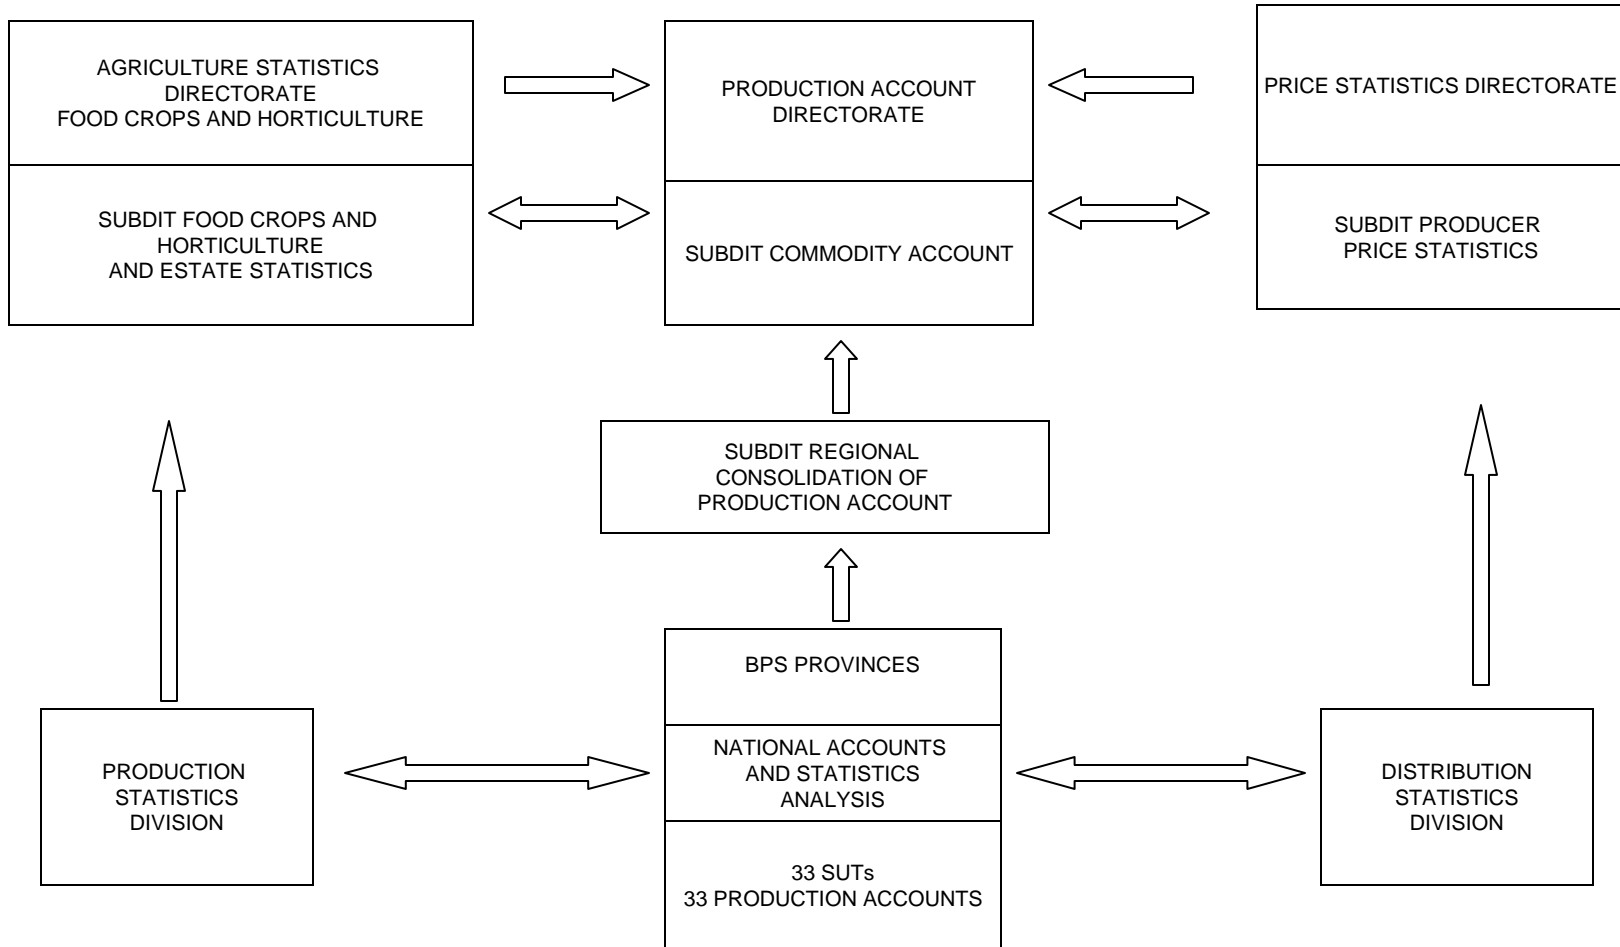 AGRICULTURE STATISTICS
DIRECTORATE
FOOD CROPS AND HORTICULTURE
SUBDIT FOOD CROPS AND
HORTICULTURE
AND ESTATE STATISTICS
PRODUCTION ACCOUNT
DIRECTORATE
SUBDIT COMMODITY ACCOUNT
PRICE STATISTICS DIRECTORATE
SUBDIT PRODUCER
PRICE STATISTICS
SUBDIT REGIONAL
CONSOLIDATION OF
PRODUCTION ACCOUNT
PRODUCTION
STATISTICS
DIVISION
BPS PROVINCES
NATIONAL ACCOUNTS
AND STATISTICS
ANALYSIS
33 SUTs
33 PRODUCTION ACCOUNTS
DISTRIBUTION
STATISTICS
DIVISION